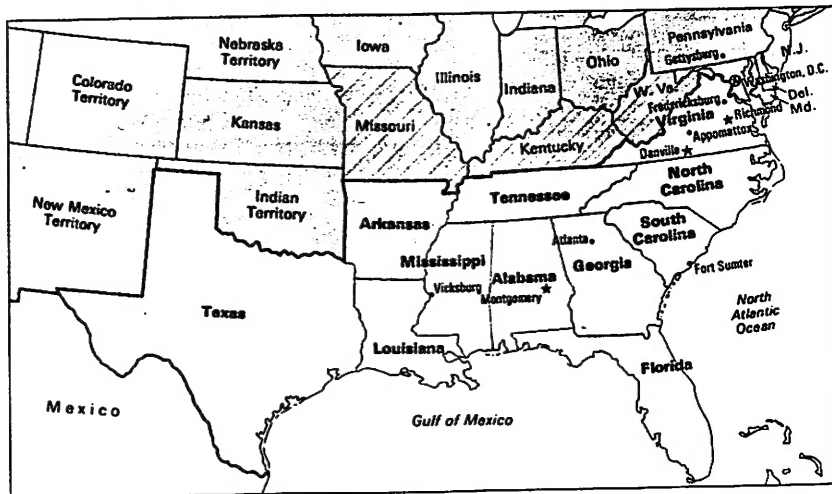 Nebraska
Territory
Iowa
Pennsylvania
Gettysburg
N.J.
Colorado
Territory
Illinois
Indiana
Ohio
W. Va.
Washington, D.C.
Del.
Md.
Kansas
Missouri
Fredericksburg
Virginia
Richmond
Appomattox
Kentucky
Danville
New Mexico
Territory
Indian
Territory
Arkansas
Tennessee
North
Carolina
South
Carolina
Mississippi
Alabama
Atlanta
Georgia
Vicksburg
Montgomery
Fort Sumter
Texas
Louisiana
Florida
North
Atlantic
Ocean
Mexico
Gulf of Mexico